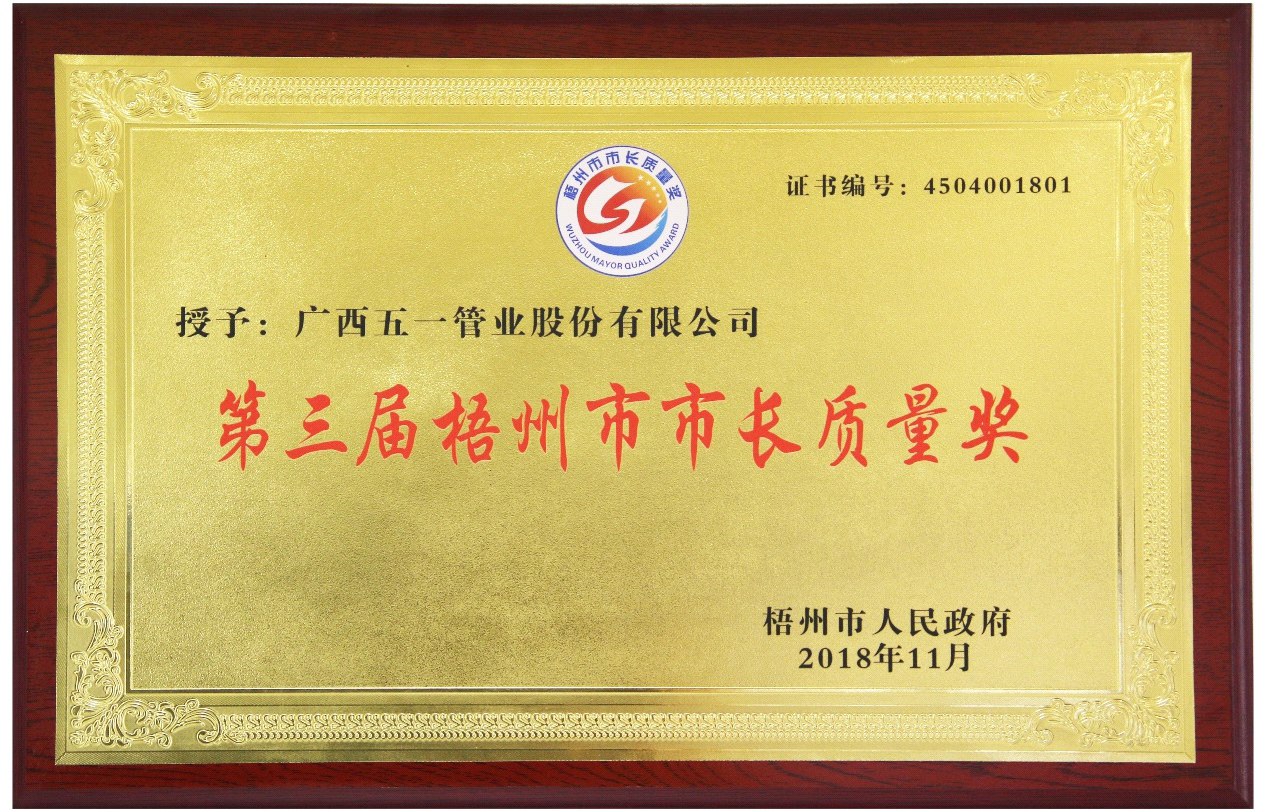 梧州市市长质量奖
WUZHOU MAYOR QUALITY AWARD
证书编号：4504001801
授予：广西五一管业股份有限公司
第三届梧州市市长质量奖
梧州市人民政府
2018年11月